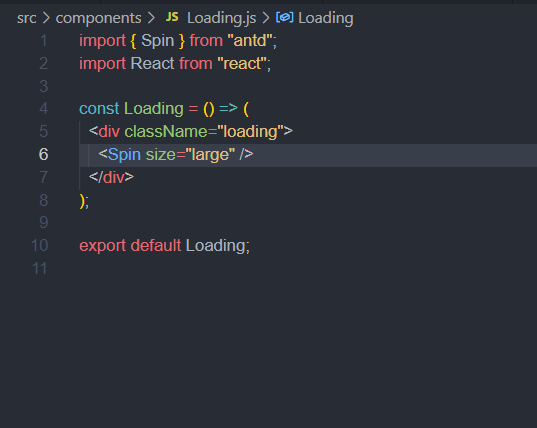 src > components > JS Loading.js > Loading
1 import { Spin } from "antd";
2 import React from "react";
3
4 const Loading = () => (
5 <div className="loading">
6 <Spin size="large" />
7 </div>
8 );
9
10 export default Loading;
11